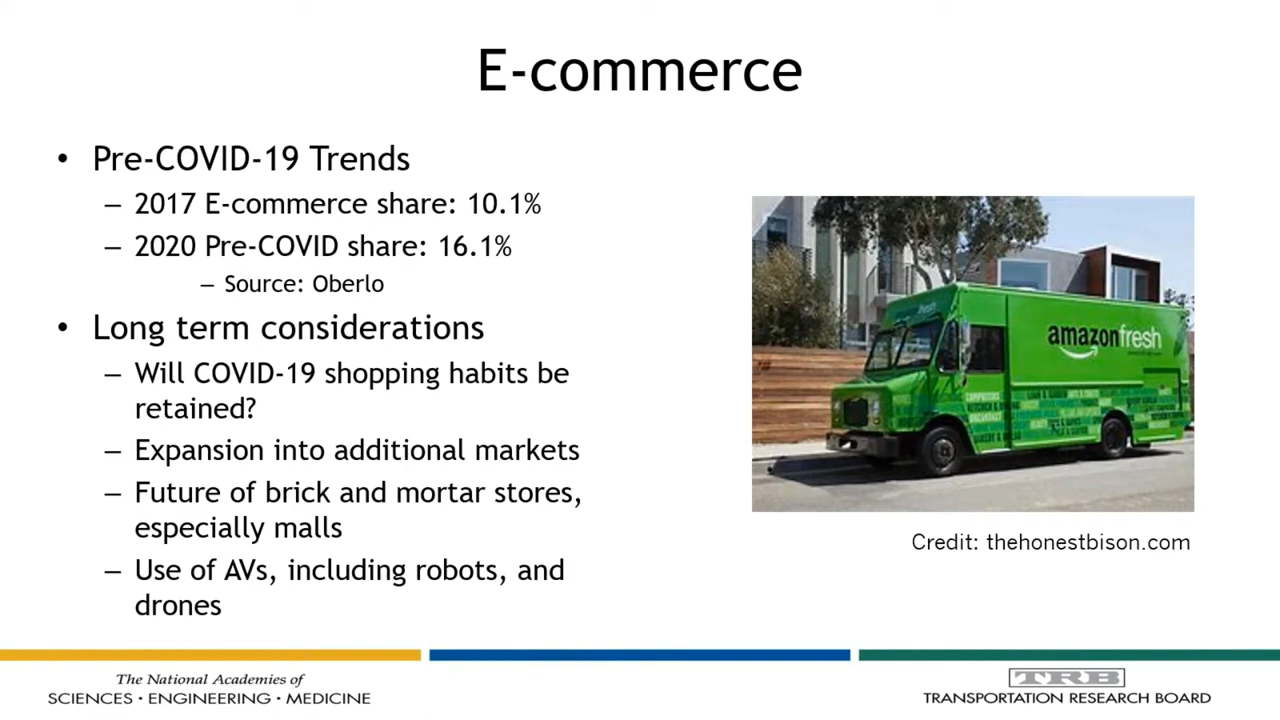 E-commerce
• Pre-COVID-19 Trends
– 2017 E-commerce share: 10.1%
– 2020 Pre-COVID share: 16.1%
– Source: Oberlo
• Long term considerations
– Will COVID-19 shopping habits be
retained?
– Expansion into additional markets
– Future of brick and mortar stores,
especially malls
– Use of AVs, including robots, and
drones
fresh
amazonfresh
Credit: thehonestbison.com
The National Academies of
SCIENCES • ENGINEERING • MEDICINE
TRB
TRANSPORTATION RESEARCH BOARD